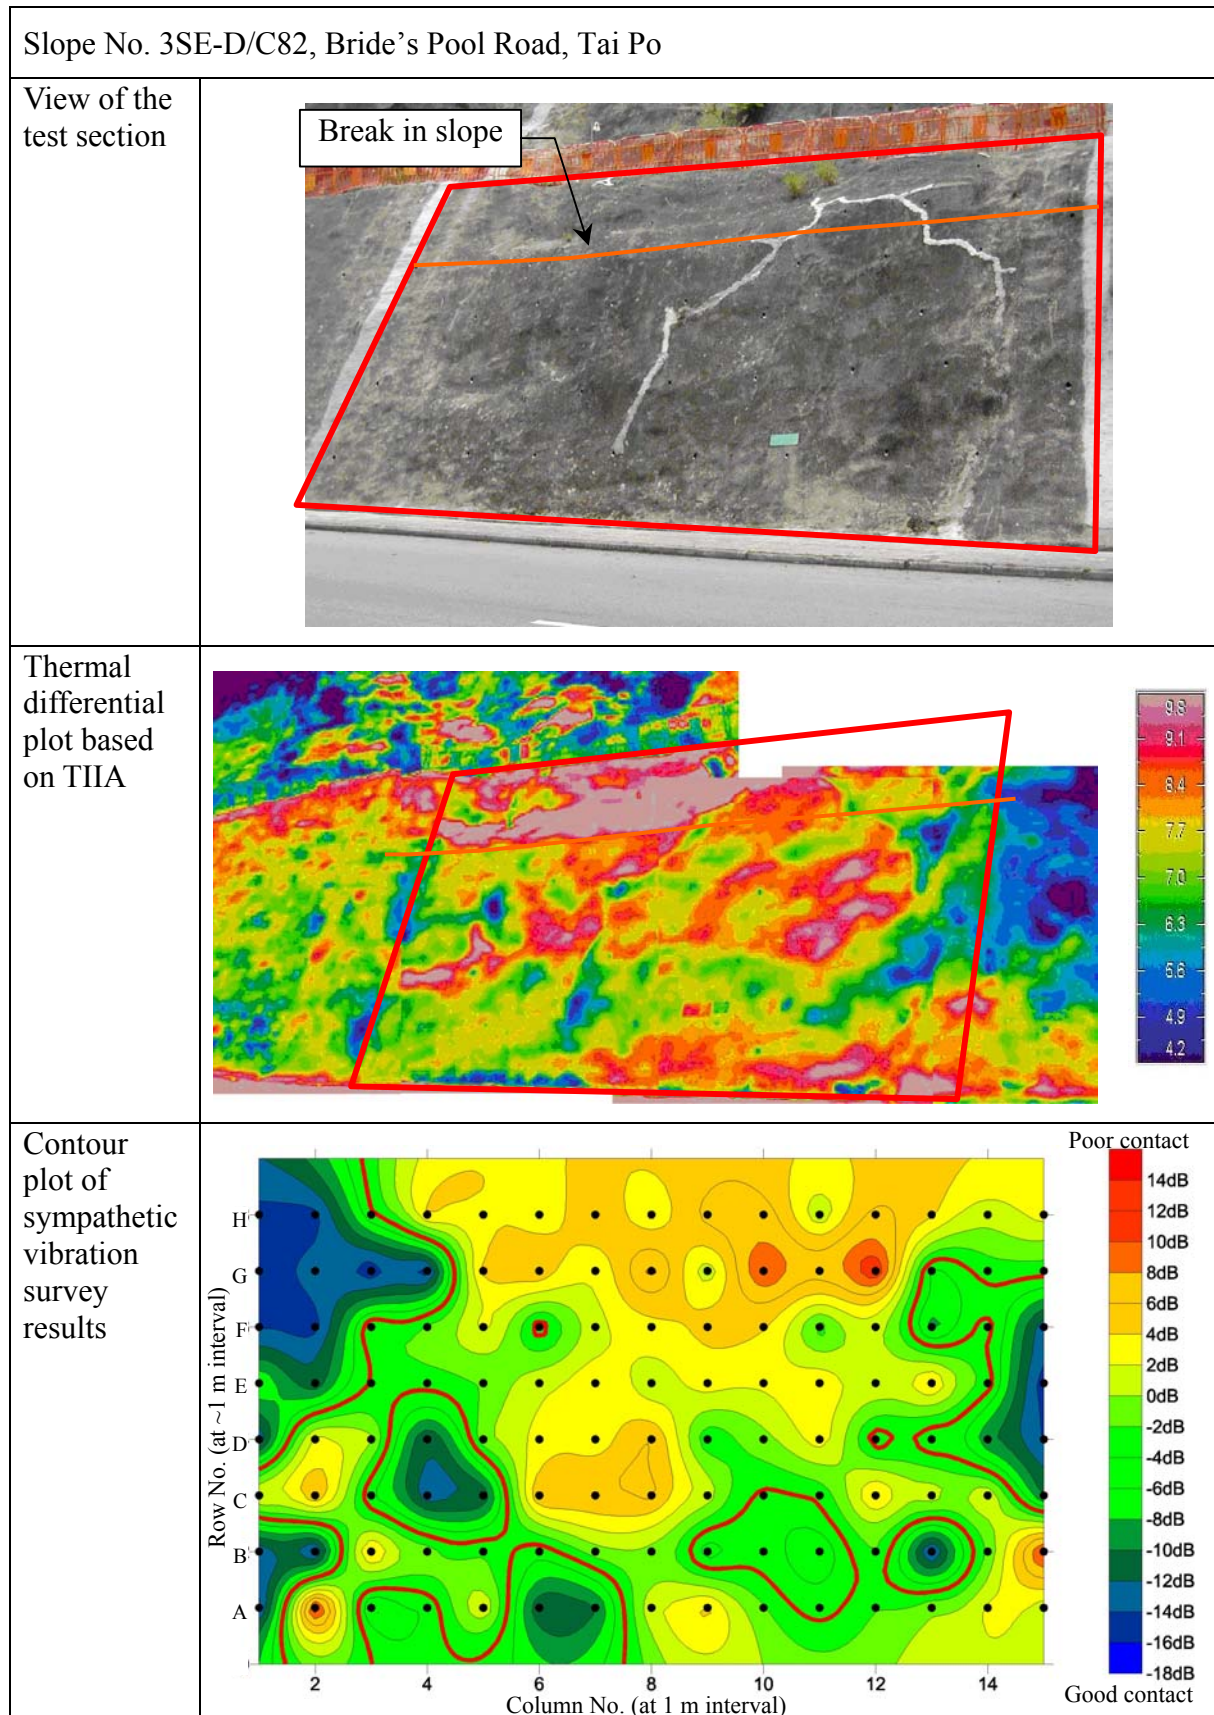 Slope No. 3SE-D/C82, Bride’s Pool Road, Tai Po
View of the
test section
Break in slope
Thermal
differential
plot based
on TIIA
9.8
9.1
8.4
7.7
7.0
6.3
5.6
4.9
4.2
Contour
plot of
sympathetic
vibration
survey
results
Row No. (at ~1 m interval)
H
G
F
E
D
C
B
A
2
4
6
8
10
12
14
Column No. (at 1 m interval)
Poor contact
14dB
12dB
10dB
8dB
6dB
4dB
2dB
0dB
-2dB
-4dB
-6dB
-8dB
-10dB
-12dB
-14dB
-16dB
-18dB
Good contact